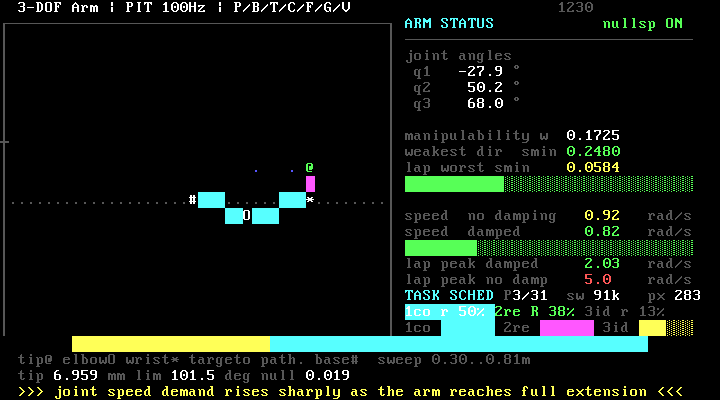 3-DOF Arm | PIT 100Hz | P/B/T/C/F/G/V 1230
ARM STATUS nullsp ON
joint angles
q1 -27.9 °
q2 50.2 °
q3 68.0 °
manipulability w 0.1725
weakest dir smin 0.2480
lap worst smin 0.0584
@
#
*
O
speed no damping 0.92 rad/s
speed damped 0.82 rad/s
lap peak damped 2.03 rad/s
lap peak no damp 5.0 rad/s
TASK SCHED P3/31 sw 91k px 283
1co r 50% 2re R 38% 3id r 13%
1co 2re 3id
tip@ elbowO wrist* targeto path. base# sweep 0.30..0.81m
tip 6.959 mm lim 101.5 deg null 0.019
>>> joint speed demand rises sharply as the arm reaches full extension <<<